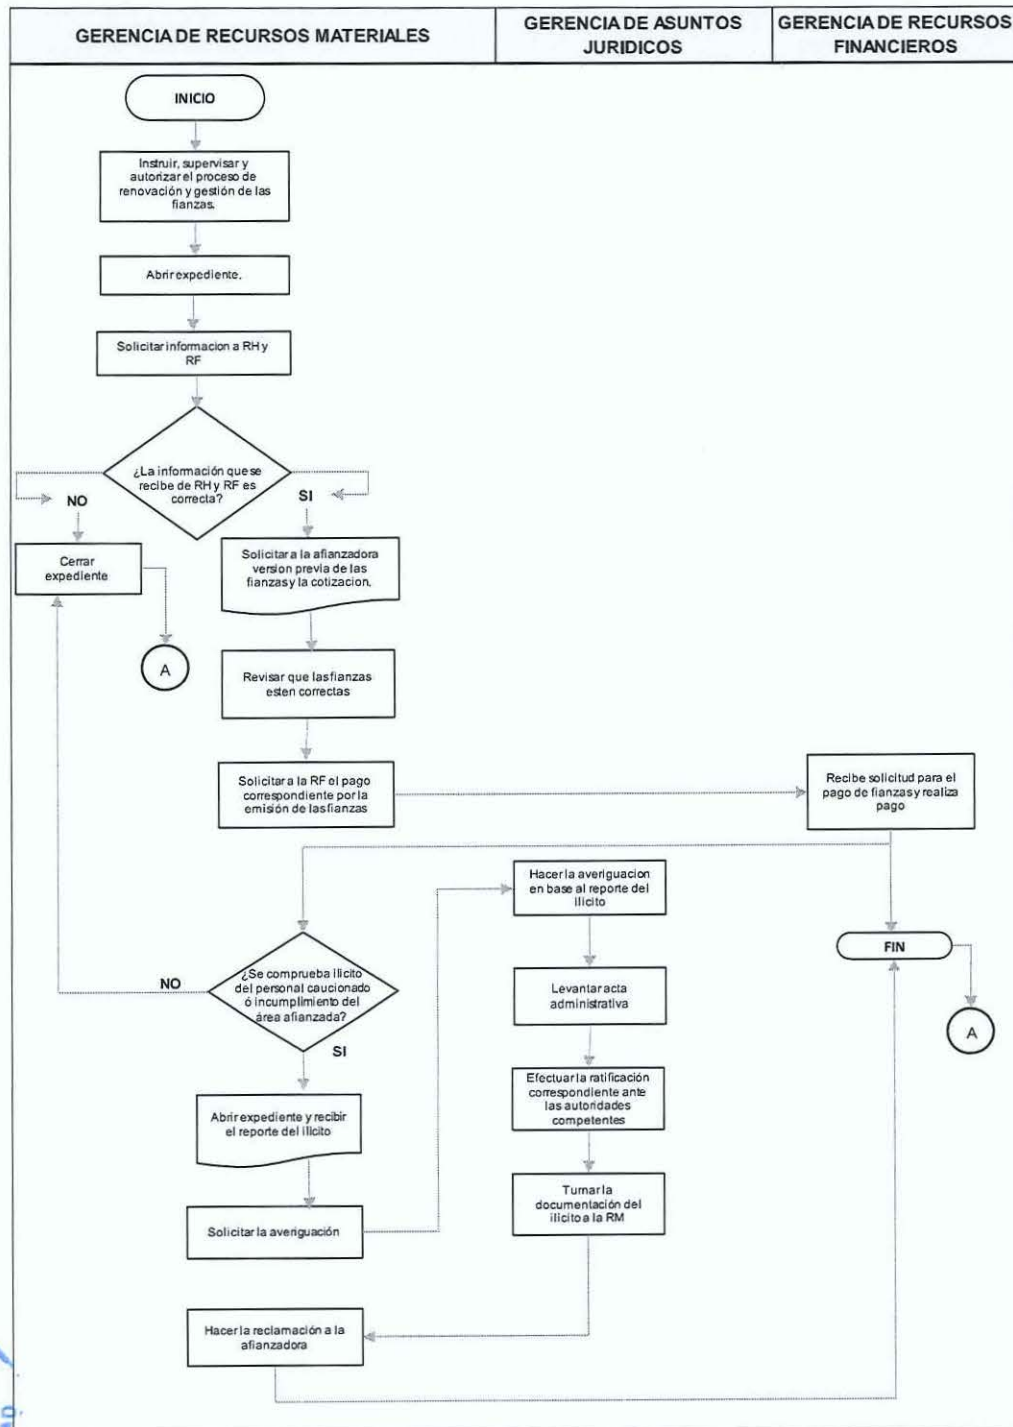 GERENCIA DE RECURSOS MATERIALES
GERENCIA DE ASUNTOS
JURIDICOS
GERENCIA DE RECURSOS
FINANCIEROS
INICIO
Instruir, supervisar y
autorizar el proceso de
renovación y gestión de las
fianzas.
Abrir expediente.
Solicitar informacion a RH y
RF
¿La información que se
recibe de RH y RF es
correcta?
NO
SI
Cerrar
expediente
A
Solicitar a la afianzadora
version previa de las
fianzas y la cotizacion.
Revisar que las fianzas
esten correctas
Solicitar a la RF el pago
correspondiente por la
emisión de las fianzas
Recibe solicitud para el
pago de fianzas y realiza
pago
Hacer la averiguacion
en base al reporte del
ilicito
FIN
A
¿Se comprueba ilicito
del personal caucionado
ó incumplimiento del
área afianzada?
NO
SI
Levantar acta
administrativa
Efectuar la ratificación
correspondiente ante
las autoridades
competentes
Abrir expediente y recibir
el reporte del ilicito
Turnar la
documentación del
ilicito a la RM
Solicitar la averiguación
Hacer la reclamación a la
afianzadora